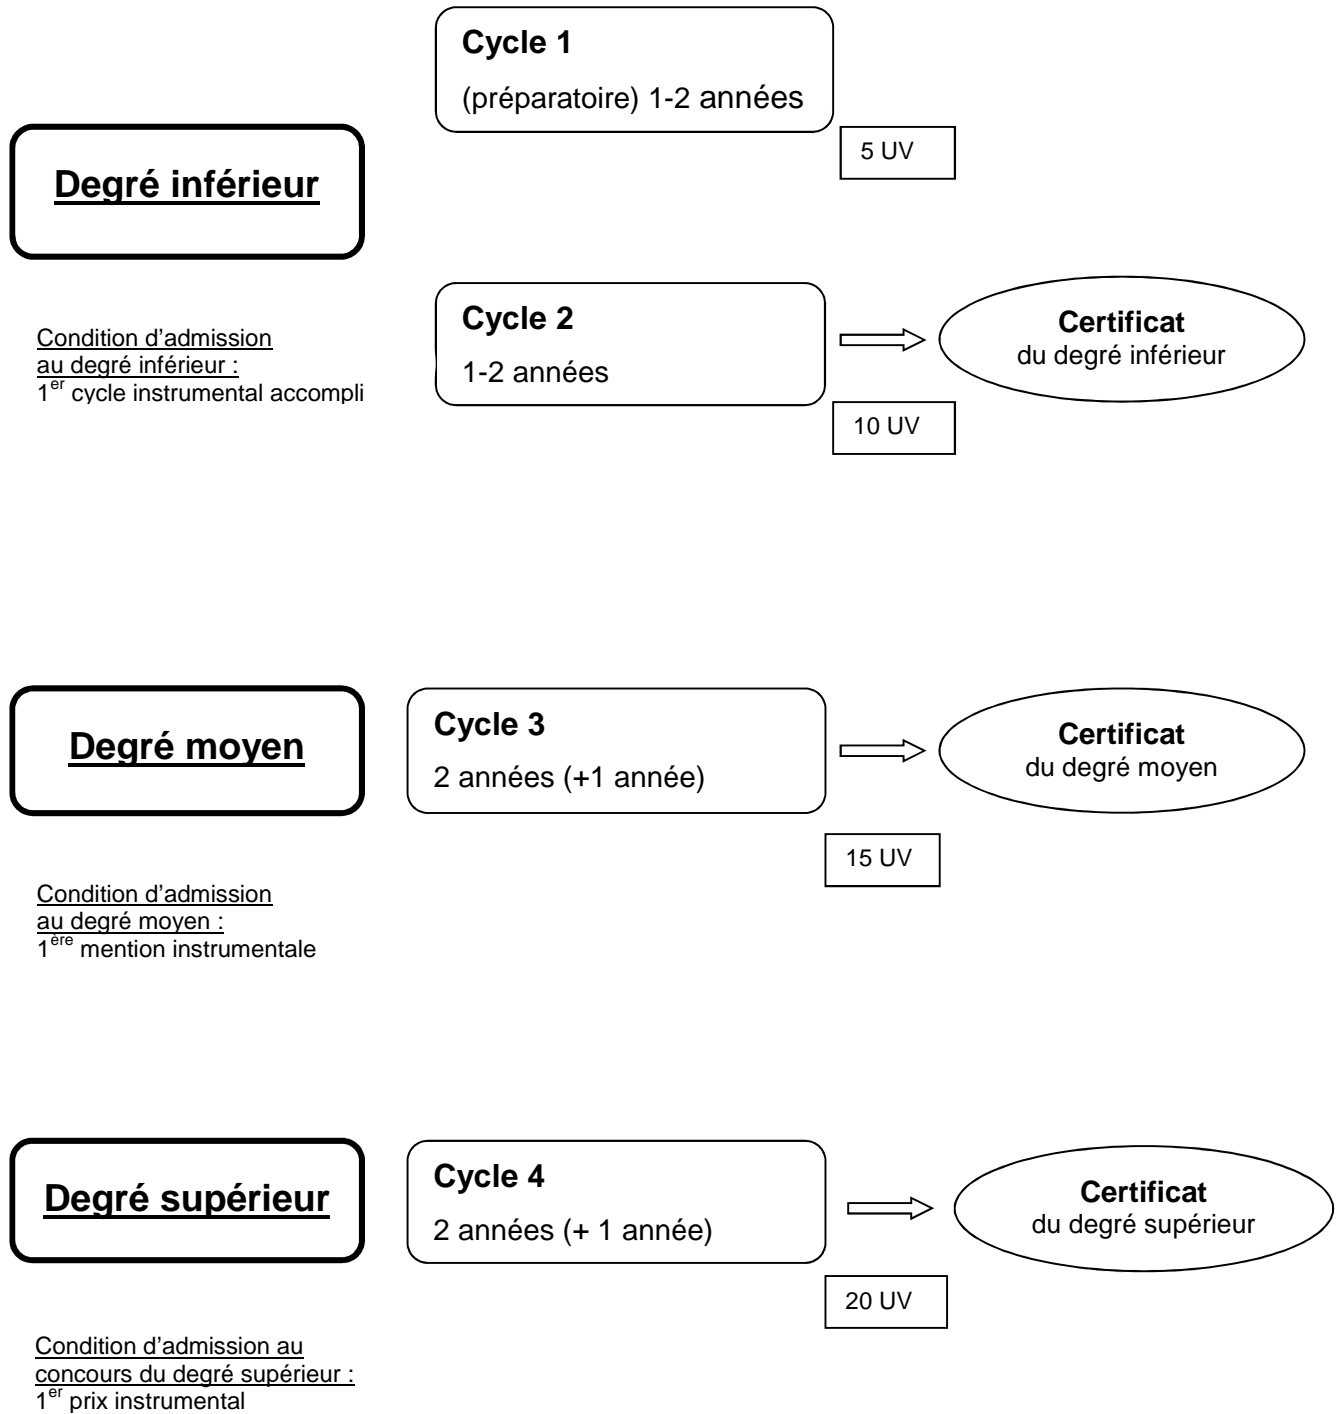 Cycle 1
(préparatoire) 1-2 années
5 UV
Degré inférieur
Condition d’admission
au degré inférieur :
1er cycle instrumental accompli
Cycle 2
1-2 années
Certificat
du degré inférieur
10 UV
Degré moyen
Cycle 3
2 années (+1 année)
Certificat
du degré moyen
15 UV
Condition d’admission
au degré moyen :
1ère mention instrumentale
Degré supérieur
Cycle 4
2 années (+ 1 année)
Certificat
du degré supérieur
20 UV
Condition d’admission au
concours du degré supérieur :
1er prix instrumental